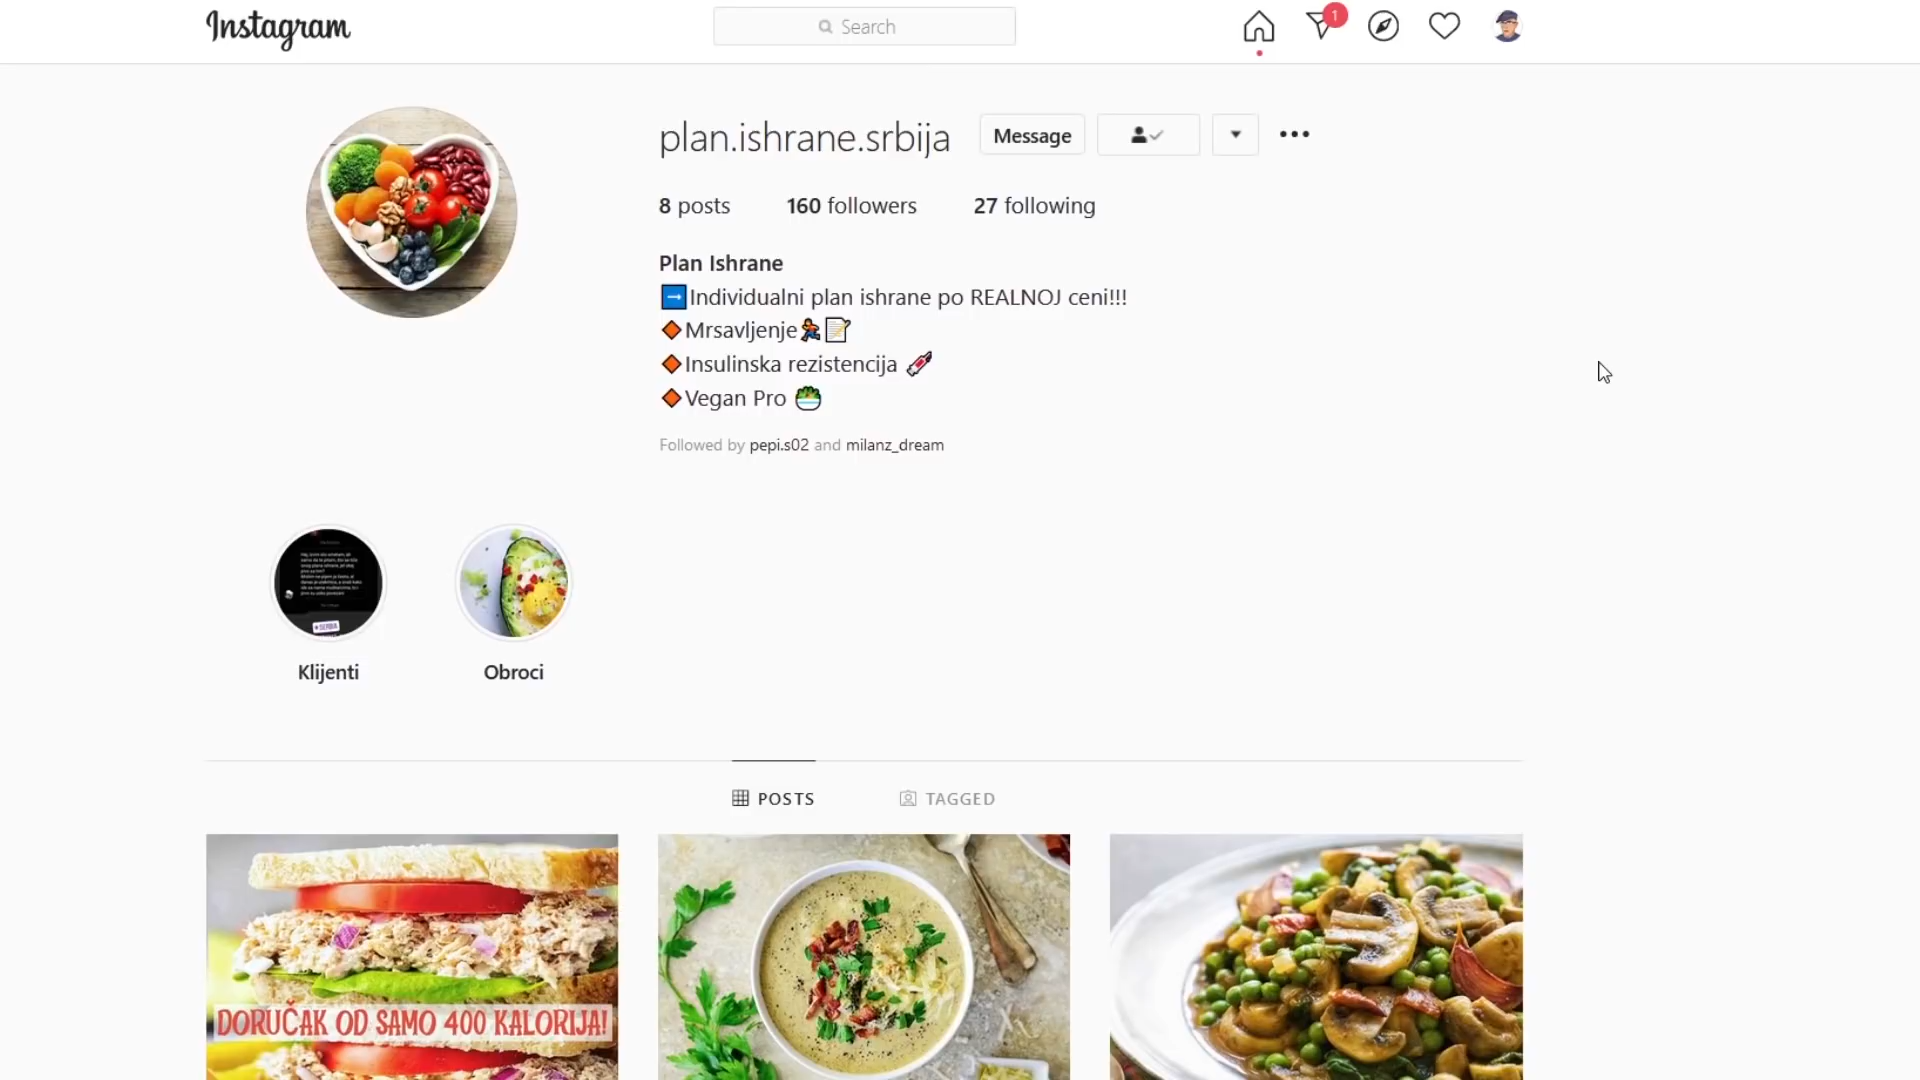 Instagram
Search
1
plan.ishrane.srbija
Message
8 posts
160 followers
27 following
Plan Ishrane
➡Individualni plan ishrane po REALNOJ ceni!!!
🔶Mrsavljenje🏃📝
🔶Insulinska rezistencija 💉
🔶Vegan Pro 🥗
Followed by pepi.s02 and milanz_dream
Klijenti
Obroci
POSTS
TAGGED
DORUČAK OD SAMO 400 KALORIJA!